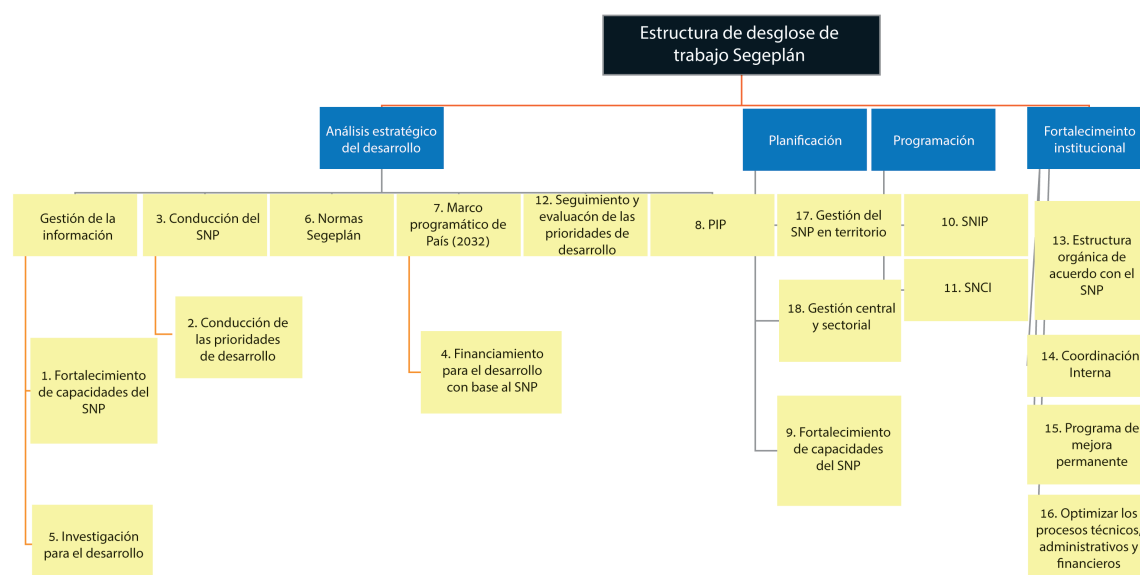 Estructura de desglose de
trabajo Segeplán
Análisis estratégico
del desarrollo
Planificación
Programación
Fortalecimeinto
institucional
Gestión de la
información
3. Conducción del
SNP
6. Normas
Segeplán
7. Marco
programático de
País (2032)
12. Seguimiento y
evaluacón de las
prioridades de
desarrollo
8. PIP
17. Gestión del
SNP en territorio
10. SNIP
13. Estructura
orgánica de
acuerdo con el
SNP
11. SNCI
2. Conducción de
las prioridades
de desarrollo
18. Gestión central
y sectorial
1. Fortalecimiento
de capacidades del
SNP
4. Financiamiento
para el desarrollo
con base al SNP
14. Coordinación
Interna
9. Fortalecimiento
de capacidades
del SNP
15. Programa de
mejora
permanente
5. Investigación
para el desarrollo
16. Optimizar los
procesos técnicos,
administrativos y
financieros